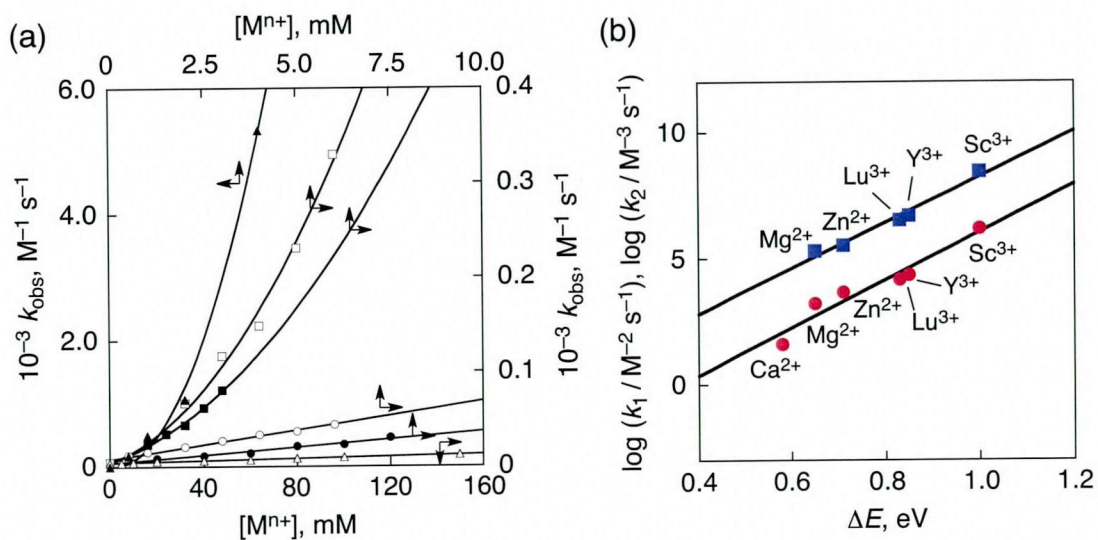 (a)
[Mⁿ⁺], mM
0 2.5 5.0 7.5 10.0
6.0
4.0
2.0
0
10⁻³ k_obs, M⁻¹ s⁻¹
0.4
0.3
0.2
0.1
0
10⁻³ k_obs, M⁻¹ s⁻¹
0 40 80 120 160
[Mⁿ⁺], mM
(b)
log (k₁ / M⁻² s⁻¹), log (k₂ / M⁻³ s⁻¹)
10
5
0
Sc³⁺
Y³⁺
Lu³⁺
Zn²⁺
Mg²⁺
Sc³⁺
Y³⁺
Zn²⁺
Lu³⁺
Mg²⁺
Ca²⁺
0.4 0.6 0.8 1.0 1.2
ΔE, eV